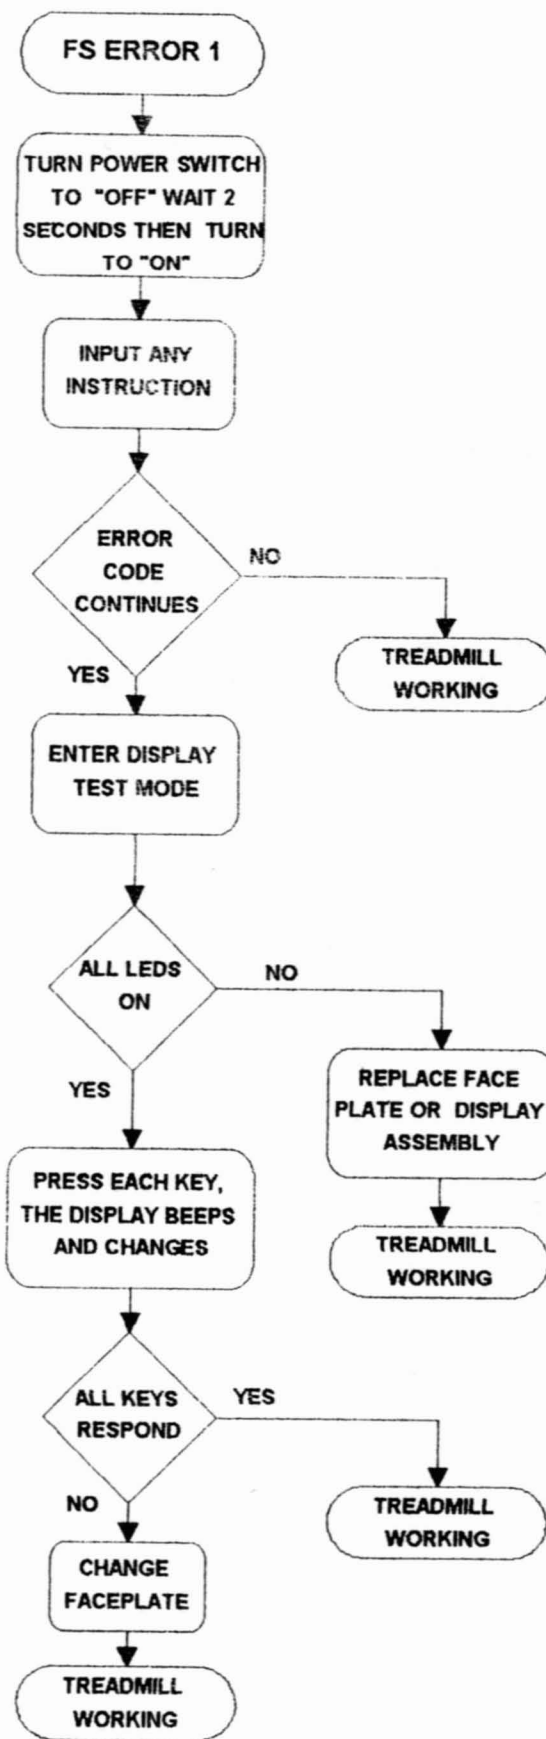 FS ERROR 1
TURN POWER SWITCH
TO "OFF" WAIT 2
SECONDS THEN TURN
TO "ON"
INPUT ANY
INSTRUCTION
ERROR
CODE
CONTINUES
NO
TREADMILL
WORKING
YES
ENTER DISPLAY
TEST MODE
ALL LEDS
ON
NO
REPLACE FACE
PLATE OR DISPLAY
ASSEMBLY
TREADMILL
WORKING
YES
PRESS EACH KEY,
THE DISPLAY BEEPS
AND CHANGES
ALL KEYS
RESPOND
YES
TREADMILL
WORKING
NO
CHANGE
FACEPLATE
TREADMILL
WORKING